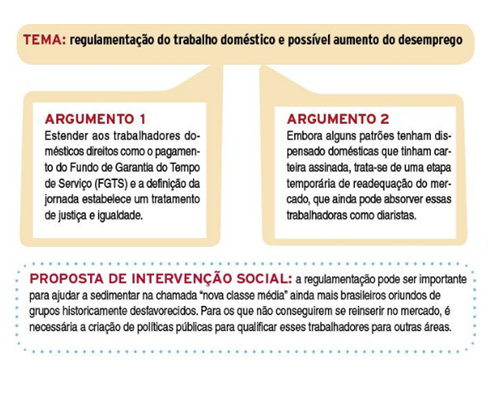 TEMA: regulamentação do trabalho doméstico e possível aumento do desemprego
ARGUMENTO 1
Estender aos trabalhadores do-
mésticos direitos como o pagamen-
to do Fundo de Garantia do Tempo
de Serviço (FGTS) e a definição da
jornada estabelece um tratamento
de justiça e igualdade.
ARGUMENTO 2
Embora alguns patrões tenham dis-
pensado domésticas que tinham car-
teira assinada, trata-se de uma etapa
temporária de readequação do mer-
cado, que ainda pode absorver essas
trabalhadoras como diaristas.
PROPOSTA DE INTERVENÇÃO SOCIAL: a regulamentação pode ser importante
para ajudar a sedimentar na chamada “nova classe média” ainda mais brasileiros oriundos de
grupos historicamente desfavorecidos. Para os que não conseguirem se reinserir no mercado, é
necessária a criação de políticas públicas para qualificar esses trabalhadores para outras áreas.